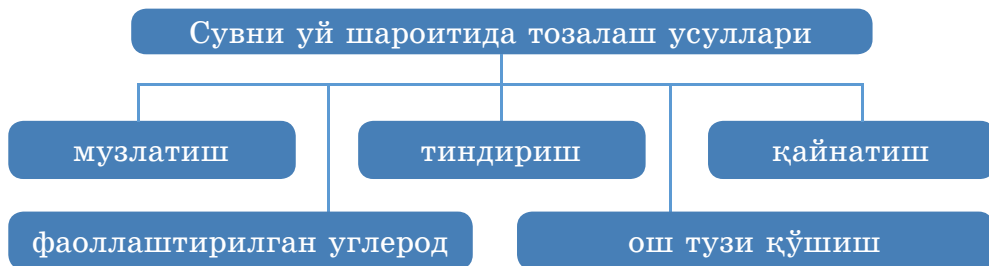 Сувни уй шароитида тозалаш усуллари
музлатиш
тиндириш
қайнатиш
фаоллаштирилган углерод
ош тузи қўшиш